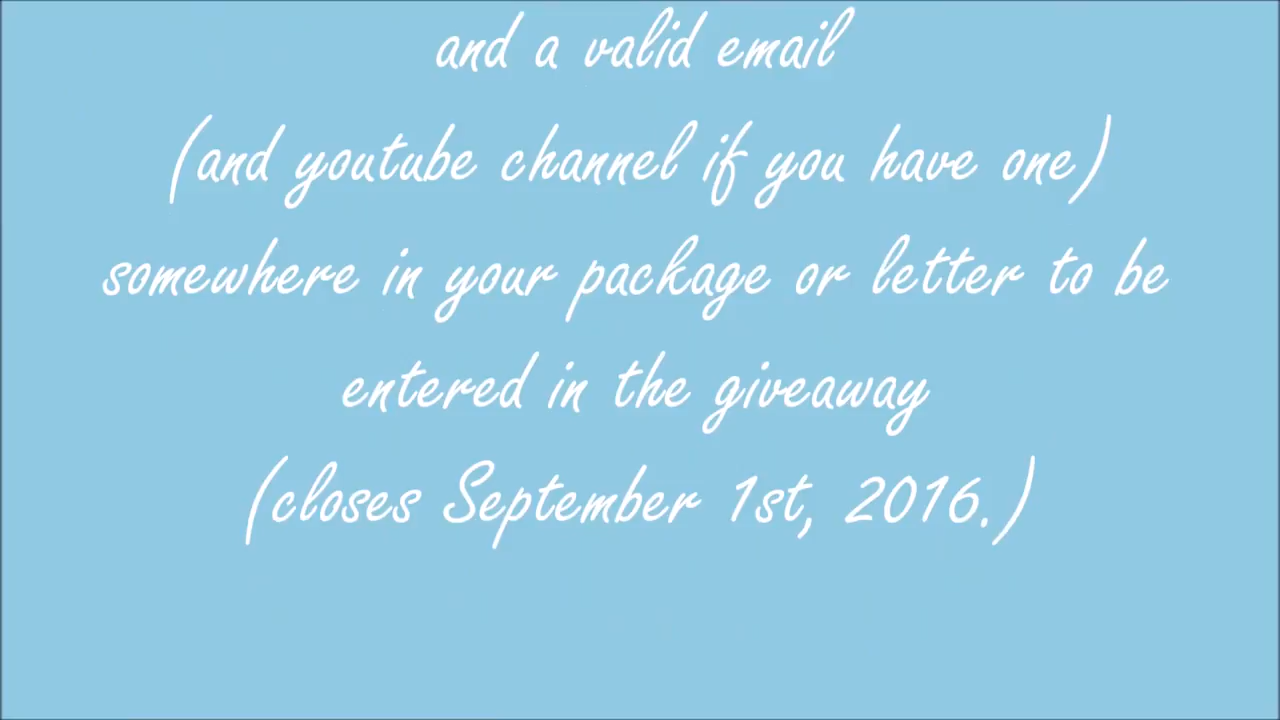 and a valid email
(and youtube channel if you have one)
somewhere in your package or letter to be
entered in the giveaway
(closes September 1st, 2016.)